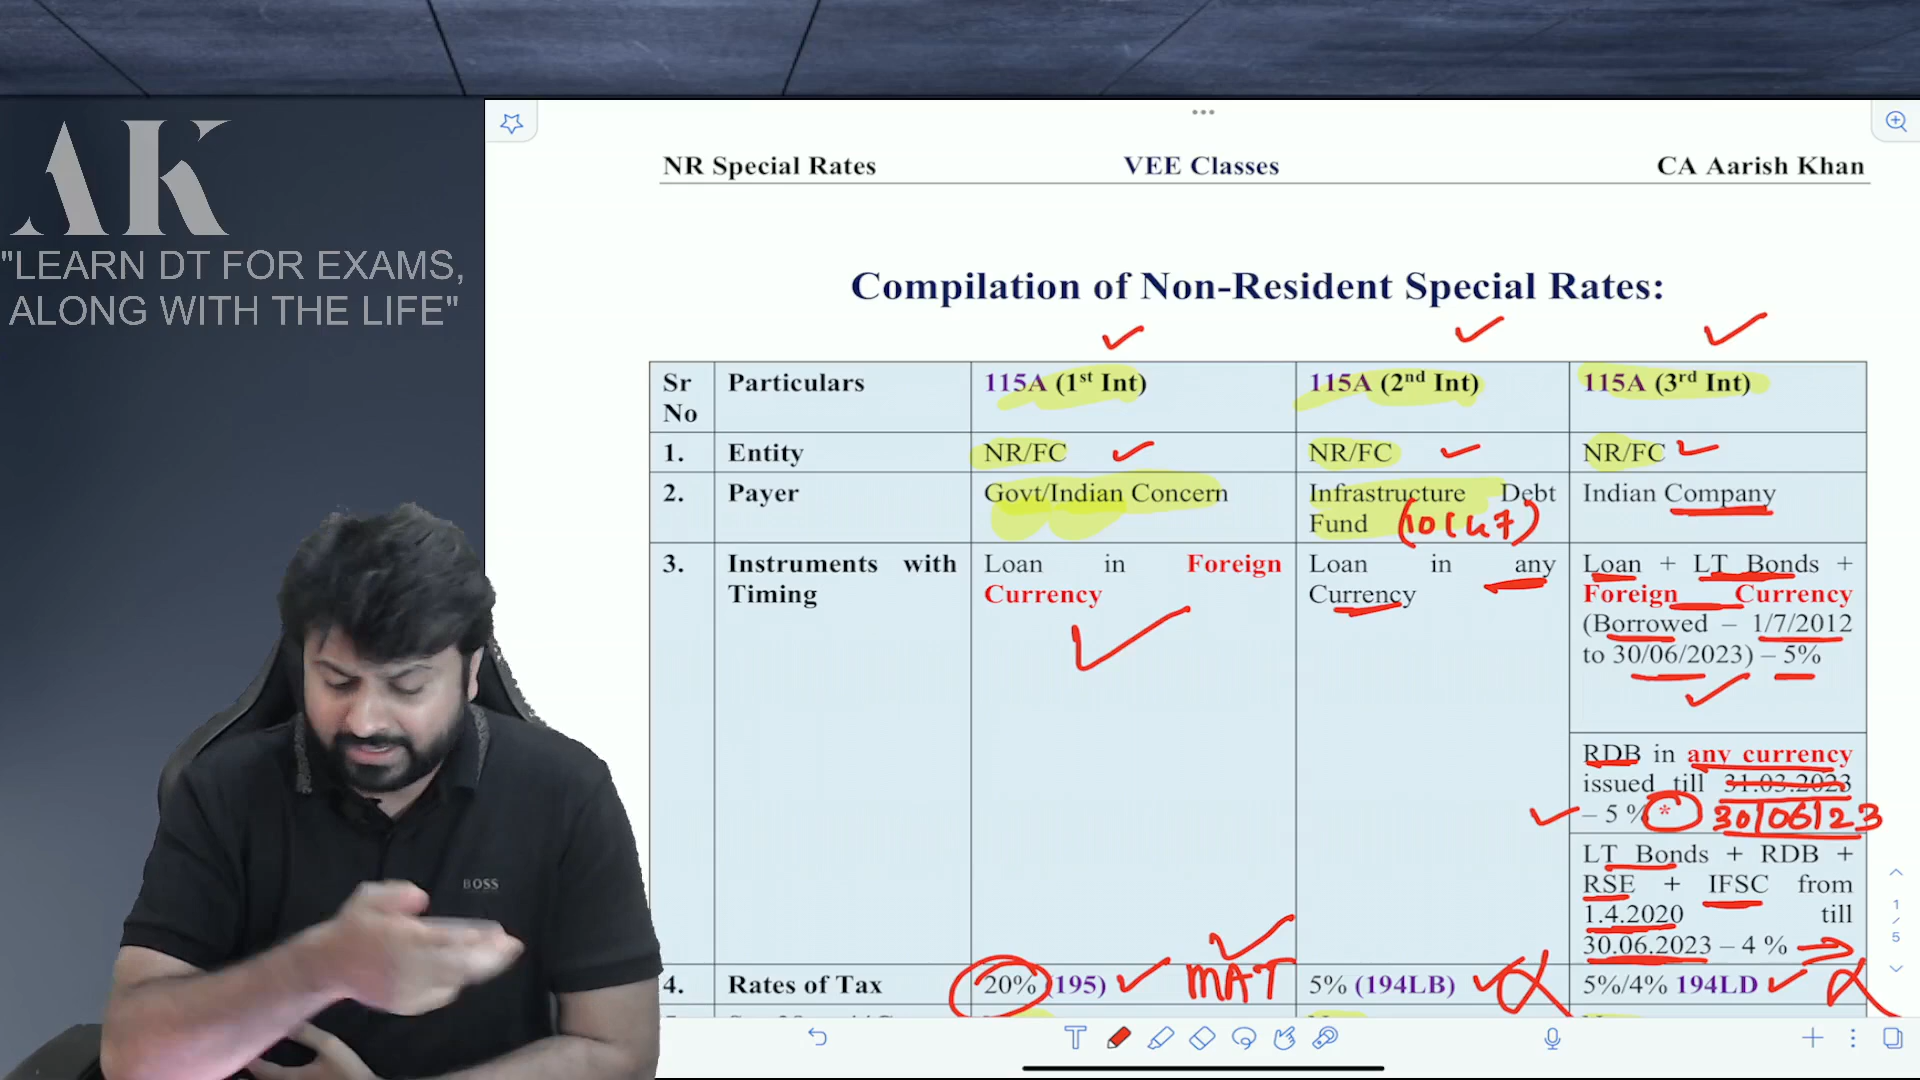 AK
"LEARN DT FOR EXAMS,
ALONG WITH THE LIFE"
BOSS
NR Special Rates VEE Classes CA Aarish Khan
Compilation of Non-Resident Special Rates:
Sr No Particulars 115A (1st Int) 115A (2nd Int) 115A (3rd Int)
1. Entity NR/FC NR/FC NR/FC
2. Payer Govt/Indian Concern Infrastructure Debt Fund (10(47) Indian Company
3. Instruments with Timing
Loan in Foreign Currency
Loan in any Currency
Loan + LT Bonds +
Foreign Currency
(Borrowed – 1/7/2012
to 30/06/2023) – 5%
RDB in any currency
issued till 31.03.2023
– 5 % * 30/06/23
LT Bonds + RDB +
RSE + IFSC from
1.4.2020 till
30.06.2023 – 4 %
4. Rates of Tax 20% (195) MAT 5% (194LB) 5%/4% 194LD
1
/
5